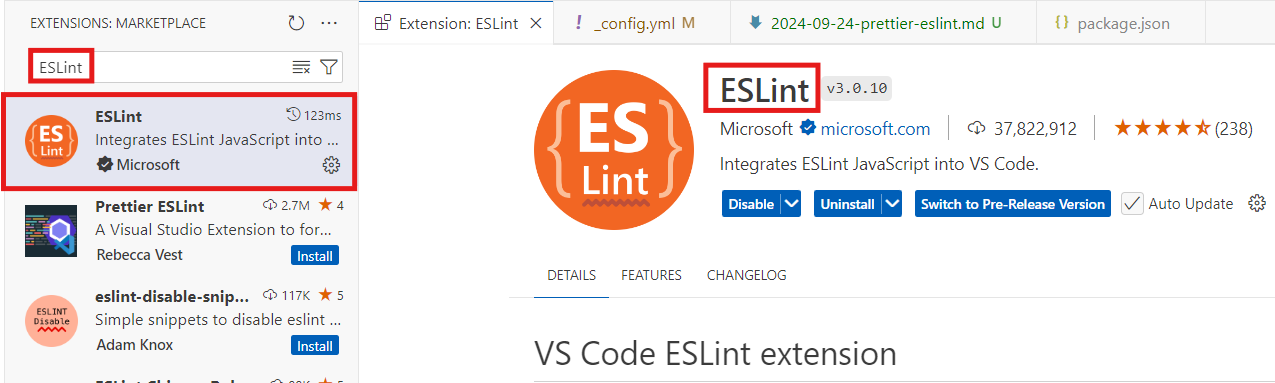 EXTENSIONS: MARKETPLACE
ESLint
ESLint 123ms
ES
Lint
Integrates ESLint JavaScript into ...
Microsoft
Prettier ESLint 2.7M 4
A Visual Studio Extension to for...
Rebecca Vest Install
eslint-disable-snip... 117K 5
ESLINT
Disable
Simple snippets to disable eslint ...
Adam Knox Install
Extension: ESLint
_config.yml M
2024-09-24-prettier-eslint.md U
package.json
ES
Lint
ESLint v3.0.10
Microsoft microsoft.com 37,822,912 (238)
Integrates ESLint JavaScript into VS Code.
Disable Uninstall Switch to Pre-Release Version Auto Update
DETAILS FEATURES CHANGELOG
VS Code ESLint extension